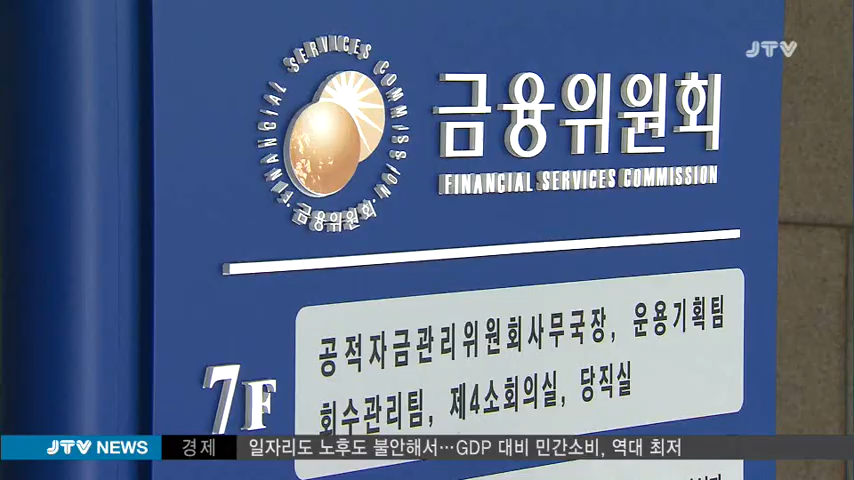 JTV
FINANCIAL SERVICES COMMISSION
금융위원회
금융위원회
FINANCIAL SERVICES COMMISSION
7F
공적자금관리위원회사무국장, 운용기획팀
회수관리팀, 제4소회의실, 당직실
JTV NEWS 경제 일자리도 노후도 불안해서…GDP 대비 민간소비, 역대 최저